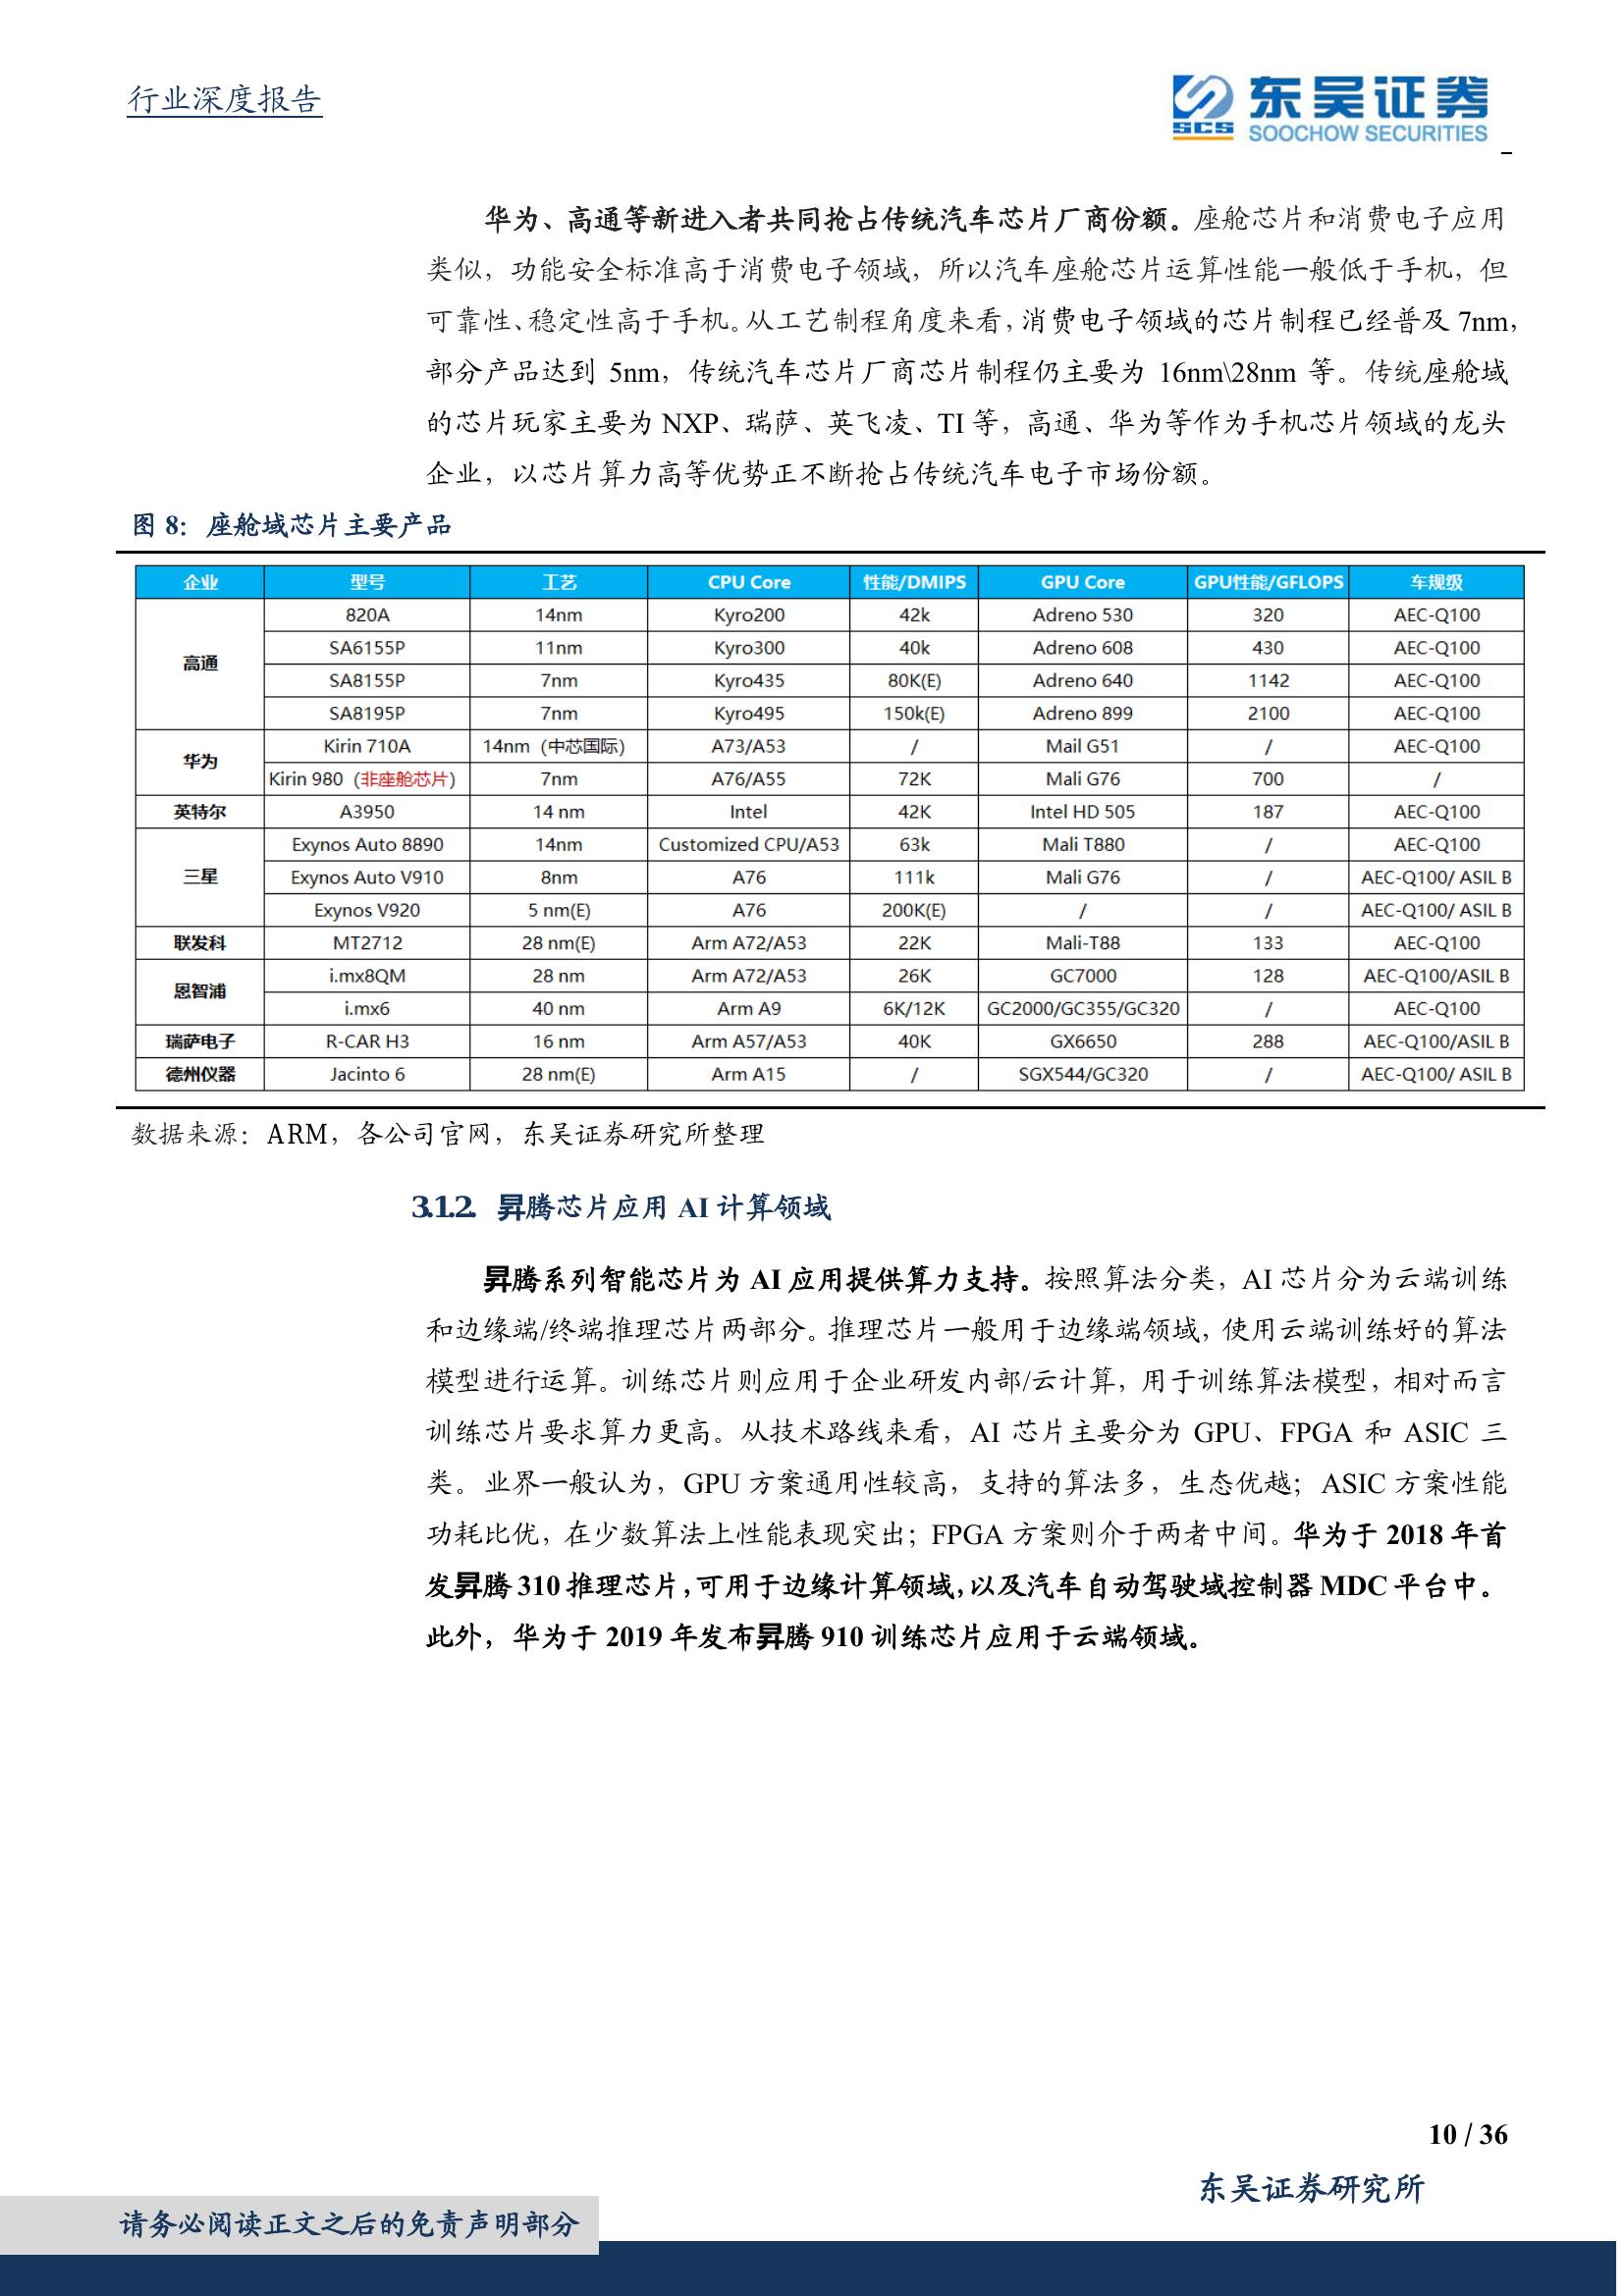 行业深度报告
SCS 东吴证券
SOOCHOW SECURITIES
华为、高通等新进入者共同抢占传统汽车芯片厂商份额。座舱芯片和消费电子应用
类似，功能安全标准高于消费电子领域，所以汽车座舱芯片运算性能一般低于手机，但
可靠性、稳定性高于手机。从工艺制程角度来看，消费电子领域的芯片制程已经普及 7nm，
部分产品达到 5nm，传统汽车芯片厂商芯片制程仍主要为 16nm\28nm 等。传统座舱域
的芯片玩家主要为 NXP、瑞萨、英飞凌、TI 等，高通、华为等作为手机芯片领域的龙头
企业，以芯片算力高等优势正不断抢占传统汽车电子市场份额。
图 8：座舱域芯片主要产品
企业 型号 工艺 CPU Core 性能/DMIPS GPU Core GPU性能/GFLOPS 车规级
高通 820A 14nm Kyro200 42k Adreno 530 320 AEC-Q100
SA6155P 11nm Kyro300 40k Adreno 608 430 AEC-Q100
SA8155P 7nm Kyro435 80K(E) Adreno 640 1142 AEC-Q100
SA8195P 7nm Kyro495 150k(E) Adreno 899 2100 AEC-Q100
华为 Kirin 710A 14nm（中芯国际） A73/A53 / Mail G51 / AEC-Q100
Kirin 980（非座舱芯片） 7nm A76/A55 72K Mali G76 700 /
英特尔 A3950 14 nm Intel 42K Intel HD 505 187 AEC-Q100
三星 Exynos Auto 8890 14nm Customized CPU/A53 63k Mali T880 / AEC-Q100
Exynos Auto V910 8nm A76 111k Mali G76 / AEC-Q100/ ASIL B
Exynos V920 5 nm(E) A76 200K(E) / / AEC-Q100/ ASIL B
联发科 MT2712 28 nm(E) Arm A72/A53 22K Mali-T88 133 AEC-Q100
恩智浦 i.mx8QM 28 nm Arm A72/A53 26K GC7000 128 AEC-Q100/ASIL B
i.mx6 40 nm Arm A9 6K/12K GC2000/GC355/GC320 / AEC-Q100
瑞萨电子 R-CAR H3 16 nm Arm A57/A53 40K GX6650 288 AEC-Q100/ASIL B
德州仪器 Jacinto 6 28 nm(E) Arm A15 / SGX544/GC320 / AEC-Q100/ ASIL B
数据来源：ARM，各公司官网，东吴证券研究所整理
3.1.2. 昇腾芯片应用 AI 计算领域
昇腾系列智能芯片为 AI 应用提供算力支持。按照算法分类，AI 芯片分为云端训练
和边缘端/终端推理芯片两部分。推理芯片一般用于边缘端领域，使用云端训练好的算法
模型进行运算。训练芯片则应用于企业研发内部/云计算，用于训练算法模型，相对而言
训练芯片要求算力更高。从技术路线来看，AI 芯片主要分为 GPU、FPGA 和 ASIC 三
类。业界一般认为，GPU 方案通用性较高，支持的算法多，生态优越；ASIC 方案性能
功耗比优，在少数算法上性能表现突出；FPGA 方案则介于两者中间。华为于 2018 年首
发昇腾 310 推理芯片，可用于边缘计算领域，以及汽车自动驾驶域控制器 MDC 平台中。
此外，华为于 2019 年发布昇腾 910 训练芯片应用于云端领域。
10 / 36
东吴证券研究所
请务必阅读正文之后的免责声明部分